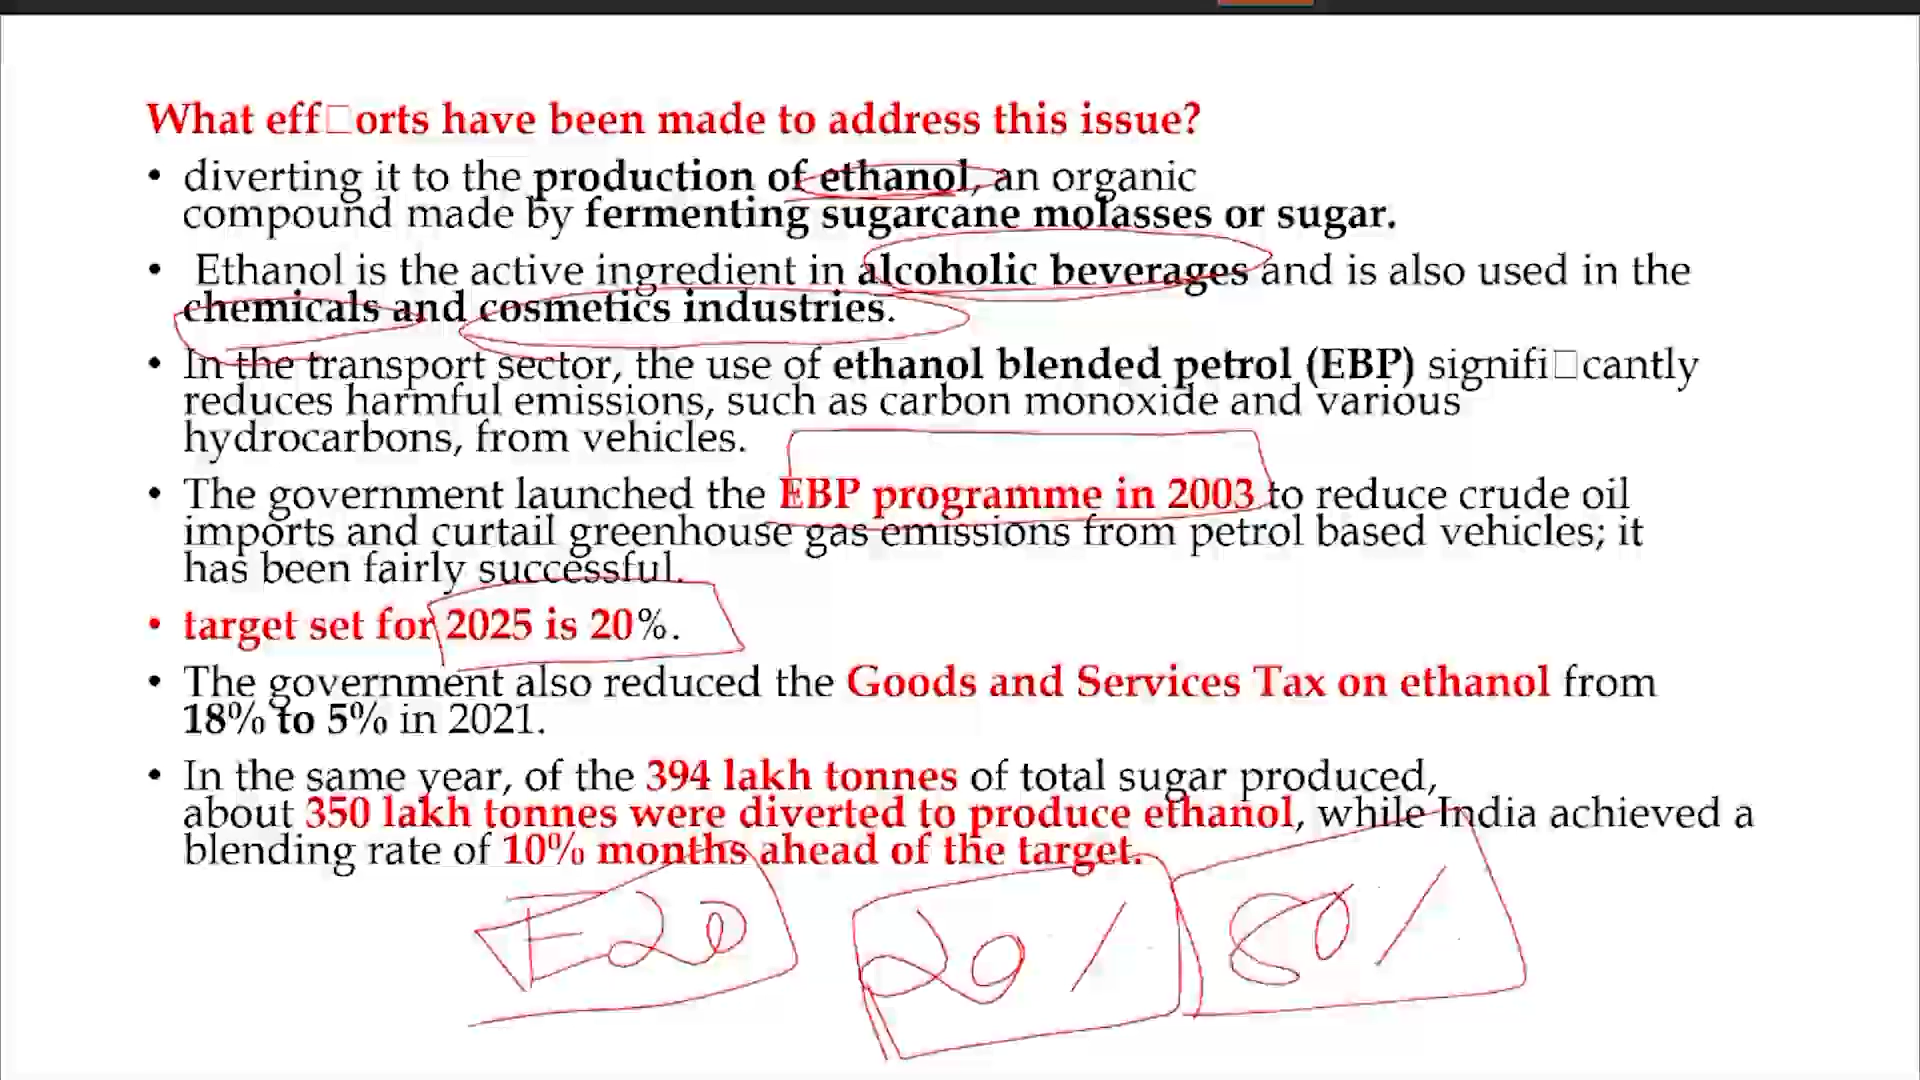 What eff□orts have been made to address this issue?
• diverting it to the production of ethanol, an organic
compound made by fermenting sugarcane molasses or sugar.
• Ethanol is the active ingredient in alcoholic beverages and is also used in the
chemicals and cosmetics industries.
• In the transport sector, the use of ethanol blended petrol (EBP) signifi□cantly
reduces harmful emissions, such as carbon monoxide and various
hydrocarbons, from vehicles.
• The government launched the EBP programme in 2003 to reduce crude oil
imports and curtail greenhouse gas emissions from petrol based vehicles; it
has been fairly successful.
• target set for 2025 is 20%.
• The government also reduced the Goods and Services Tax on ethanol from
18% to 5% in 2021.
• In the same year, of the 394 lakh tonnes of total sugar produced,
about 350 lakh tonnes were diverted to produce ethanol, while India achieved a
blending rate of 10% months ahead of the target.
E20 20% 80%